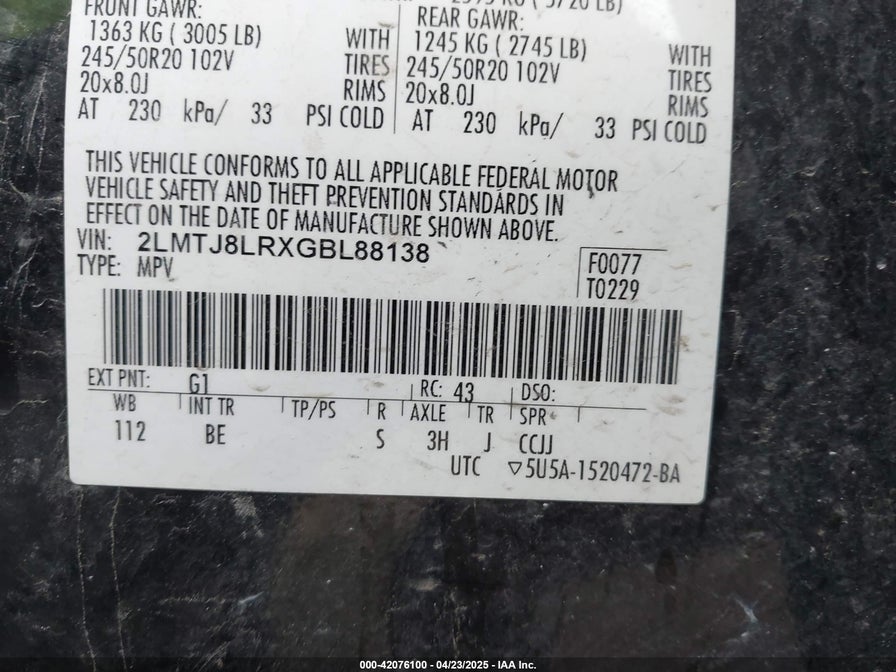 FRONT GAWR:
1363 KG ( 3005 LB)
WITH
245/50R20 102V
TIRES
20x8.0J
RIMS
AT 230 kPa/ 33 PSI COLD
REAR GAWR:
1245 KG ( 2745 LB)
WITH
245/50R20 102V
TIRES
20x8.0J
RIMS
AT 230 kPa/ 33 PSI COLD
THIS VEHICLE CONFORMS TO ALL APPLICABLE FEDERAL MOTOR
VEHICLE SAFETY AND THEFT PREVENTION STANDARDS IN
EFFECT ON THE DATE OF MANUFACTURE SHOWN ABOVE.
VIN: 2LMTJ8LRXGBL88138
TYPE: MPV
F0077
T0229
EXT PNT: G1 RC: 43 DSO:
WB INT TR TP/PS R AXLE TR SPR
112 BE S 3H J CCJJ
UTC ▽5U5A-1520472-BA
000-42076100 - 04/23/2025 - IAA Inc.